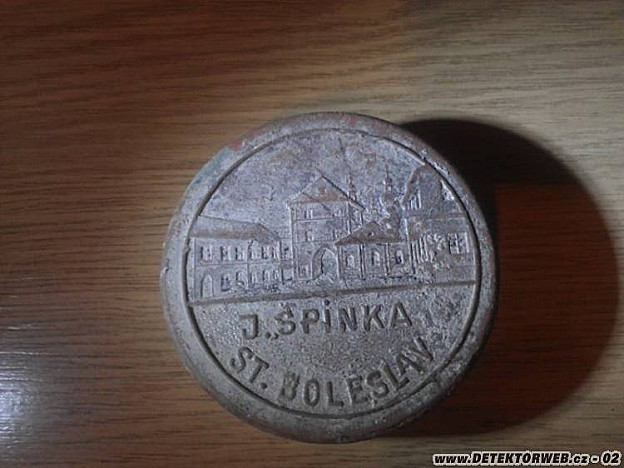 J. ŠPINKA
ST. BOLESLAV.
www.DETEKTORWEB.cz - 02